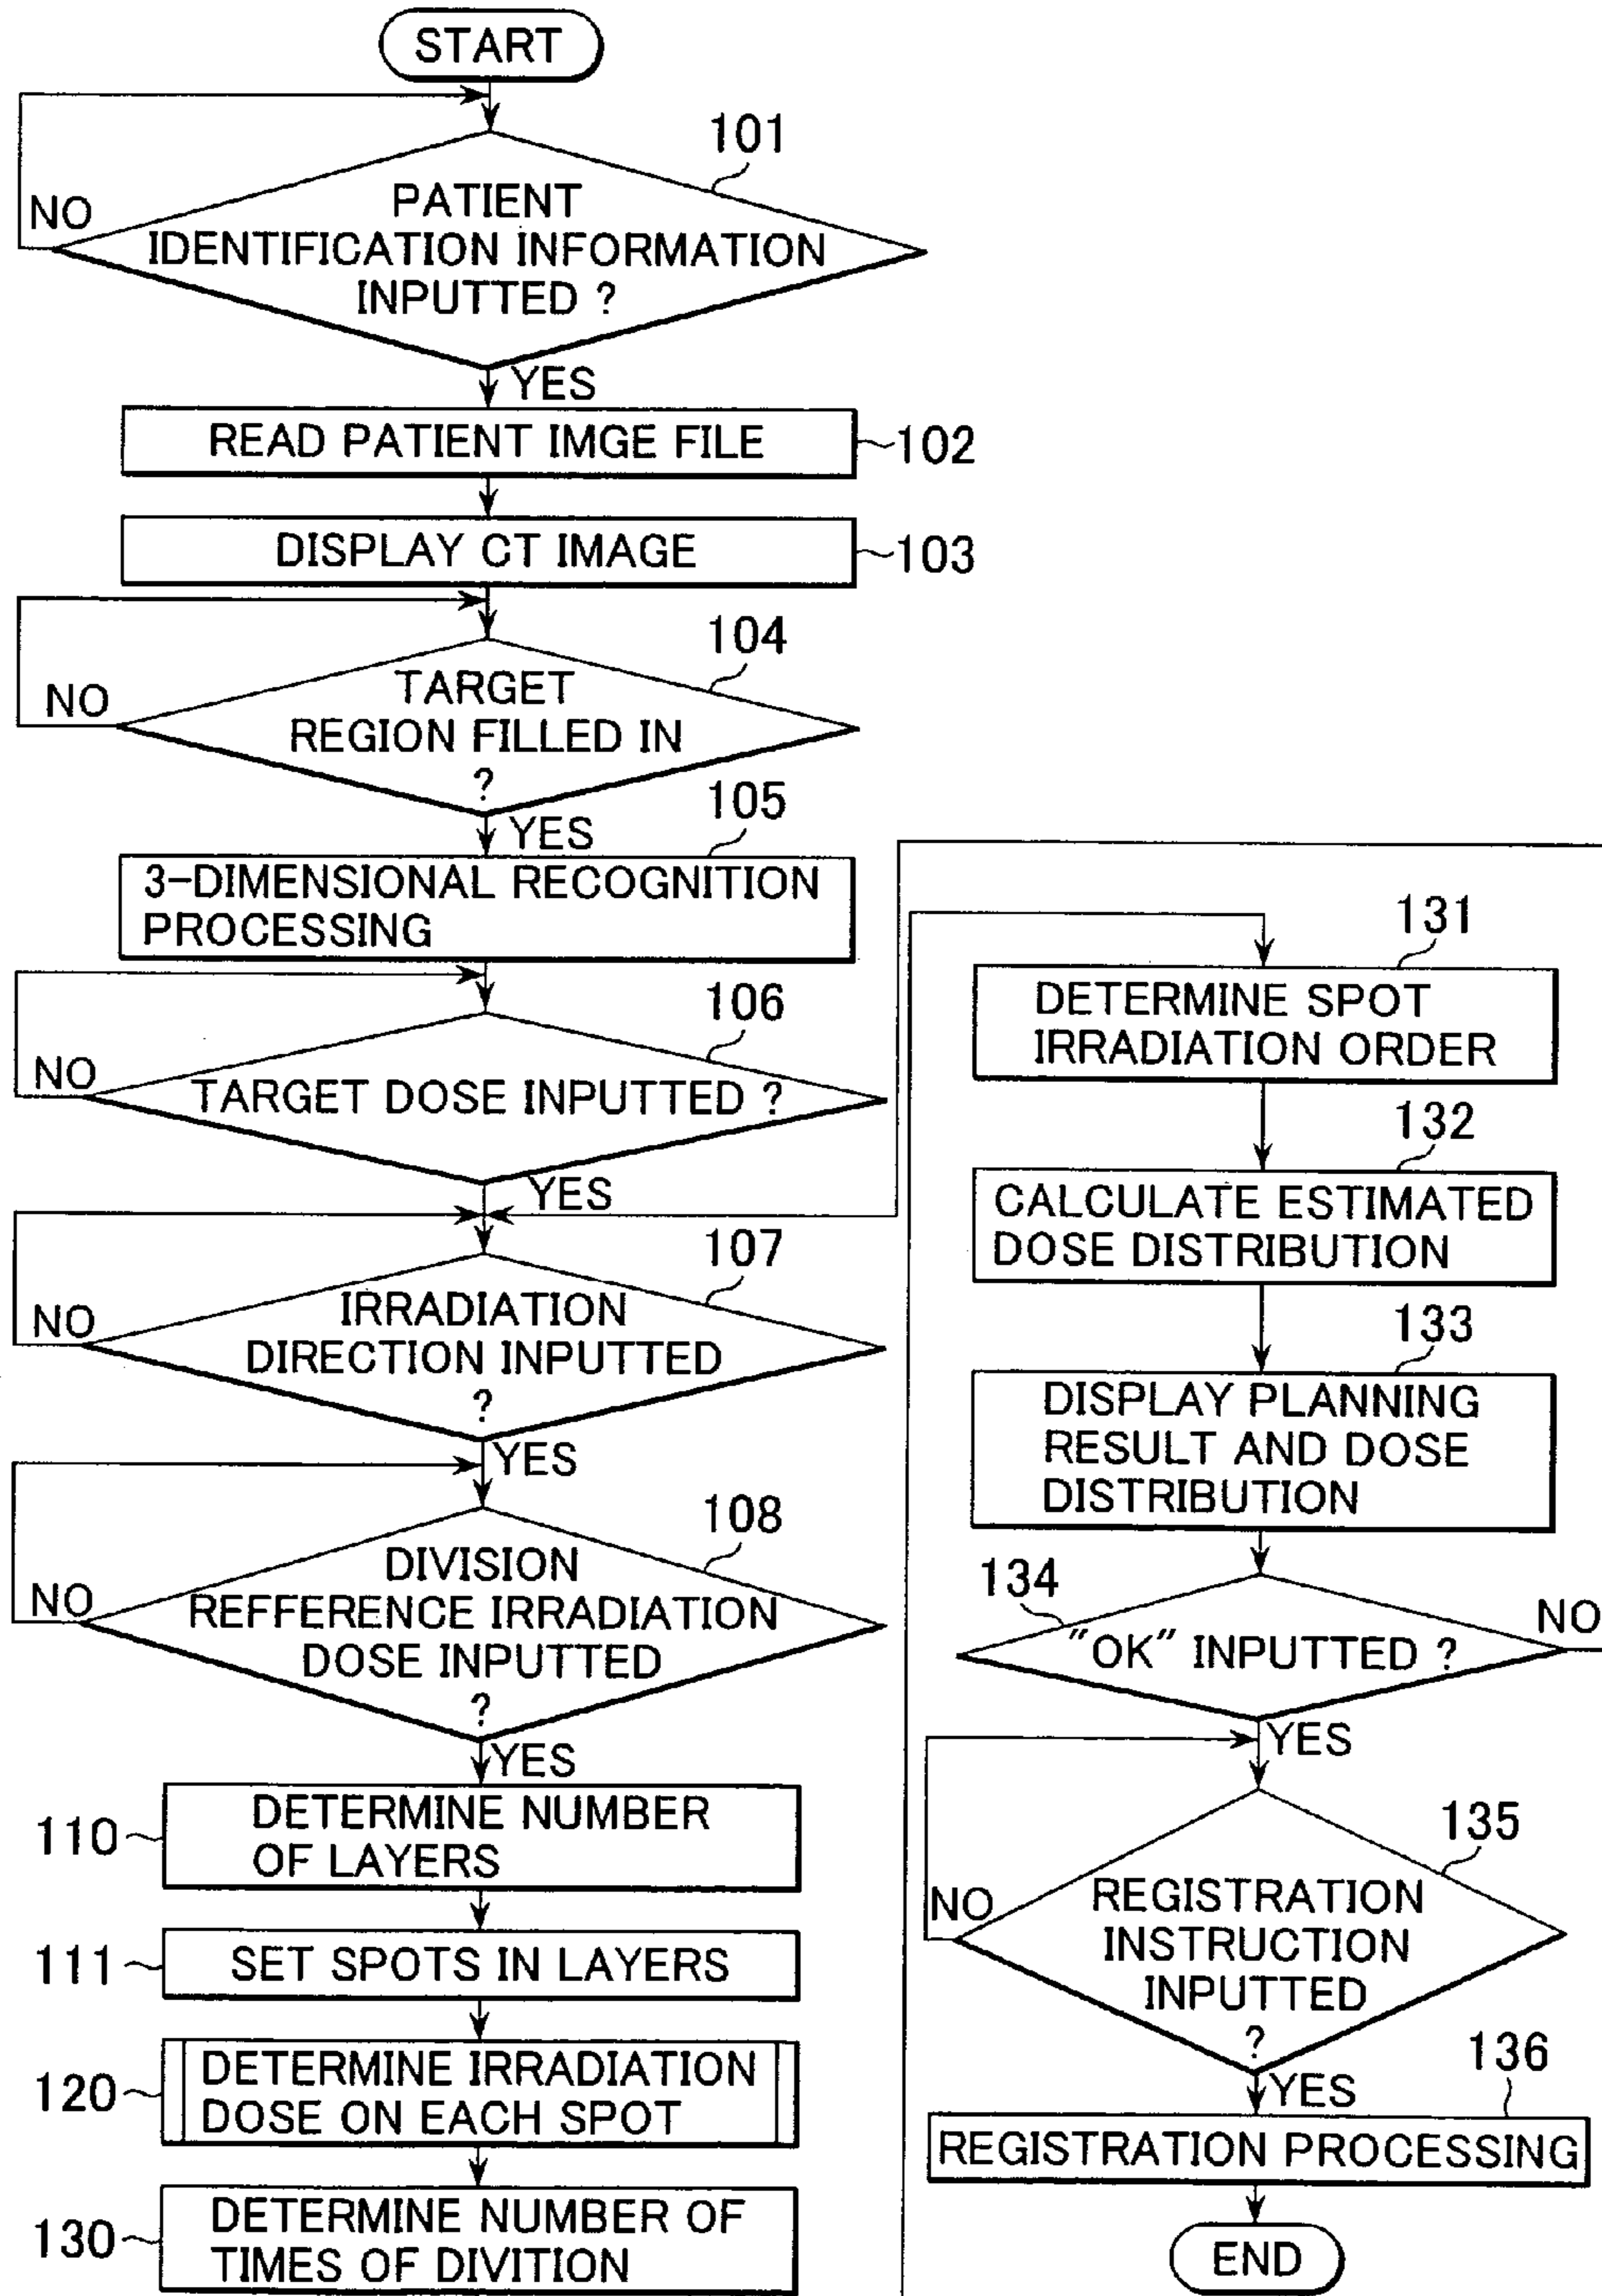 START
101
PATIENT
IDENTIFICATION INFORMATION
INPUTTED ?
NO
YES
READ PATIENT IMGE FILE
102
DISPLAY CT IMAGE
103
104
TARGET
REGION FILLED IN
?
NO
YES
105
3-DIMENSIONAL RECOGNITION
PROCESSING
106
TARGET DOSE INPUTTED ?
NO
YES
107
IRRADIATION
DIRECTION INPUTTED
?
NO
YES
108
DIVISION
REFFERENCE IRRADIATION
DOSE INPUTTED
?
NO
YES
110
DETERMINE NUMBER
OF LAYERS
111
SET SPOTS IN LAYERS
120
DETERMINE IRRADIATION
DOSE ON EACH SPOT
130
DETERMINE NUMBER OF
TIMES OF DIVITION
131
DETERMINE SPOT
IRRADIATION ORDER
132
CALCULATE ESTIMATED
DOSE DISTRIBUTION
133
DISPLAY PLANNING
RESULT AND DOSE
DISTRIBUTION
134
"OK" INPUTTED ?
NO
YES
135
REGISTRATION
INSTRUCTION
INPUTTED
?
NO
YES
136
REGISTRATION PROCESSING
END